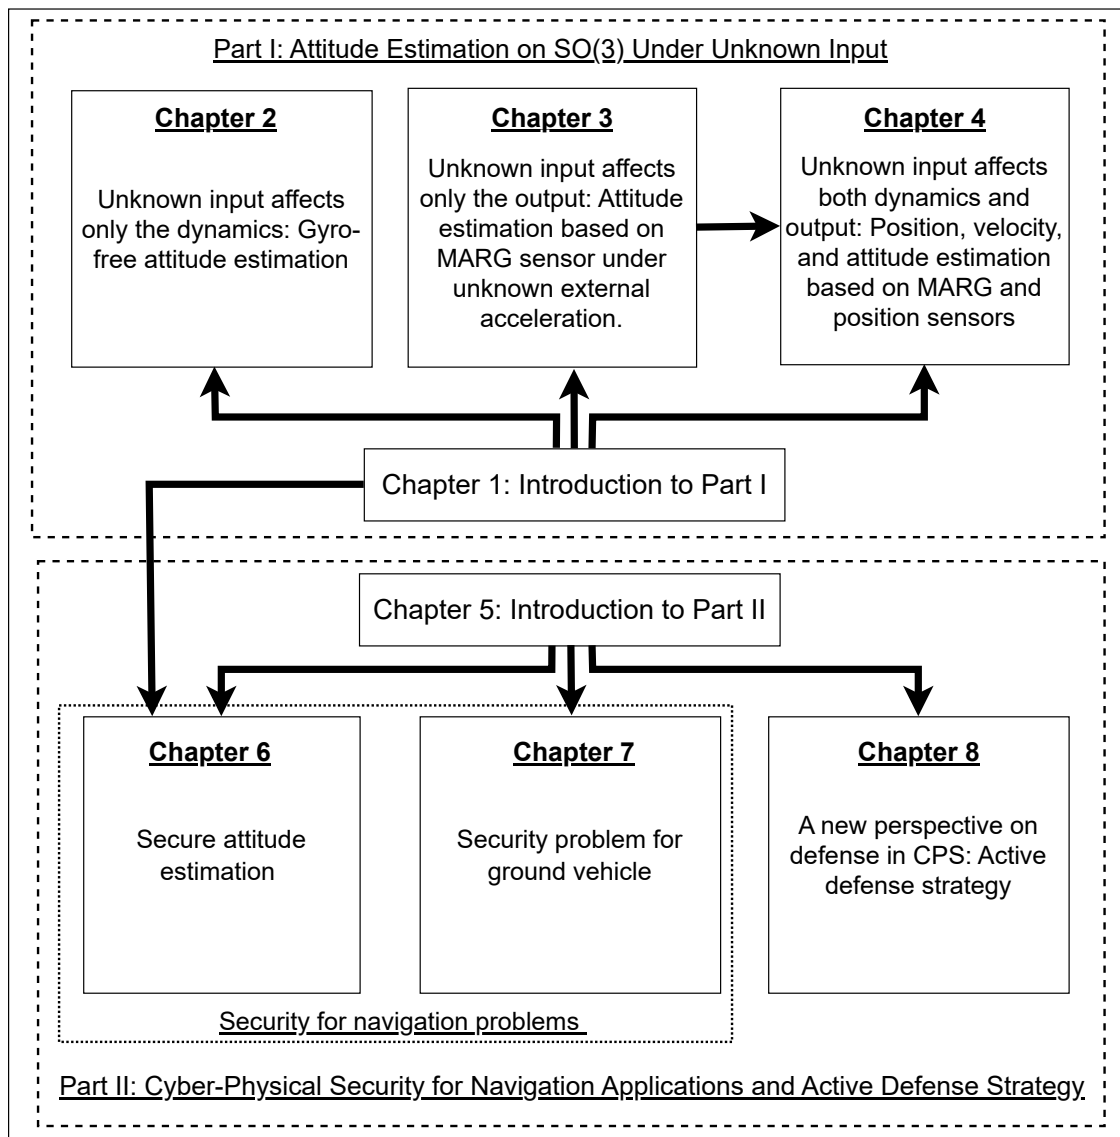 Part I: Attitude Estimation on SO(3) Under Unknown Input
Chapter 2
Unknown input affects
only the dynamics: Gyro-
free attitude estimation
Chapter 3
Unknown input affects
only the output: Attitude
estimation based on
MARG sensor under
unknown external
acceleration.
Chapter 4
Unknown input affects
both dynamics and
output: Position, velocity,
and attitude estimation
based on MARG and
position sensors
Chapter 1: Introduction to Part I
Chapter 5: Introduction to Part II
Chapter 6
Secure attitude
estimation
Chapter 7
Security problem for
ground vehicle
Chapter 8
A new perspective on
defense in CPS: Active
defense strategy
Security for navigation problems
Part II: Cyber-Physical Security for Navigation Applications and Active Defense Strategy